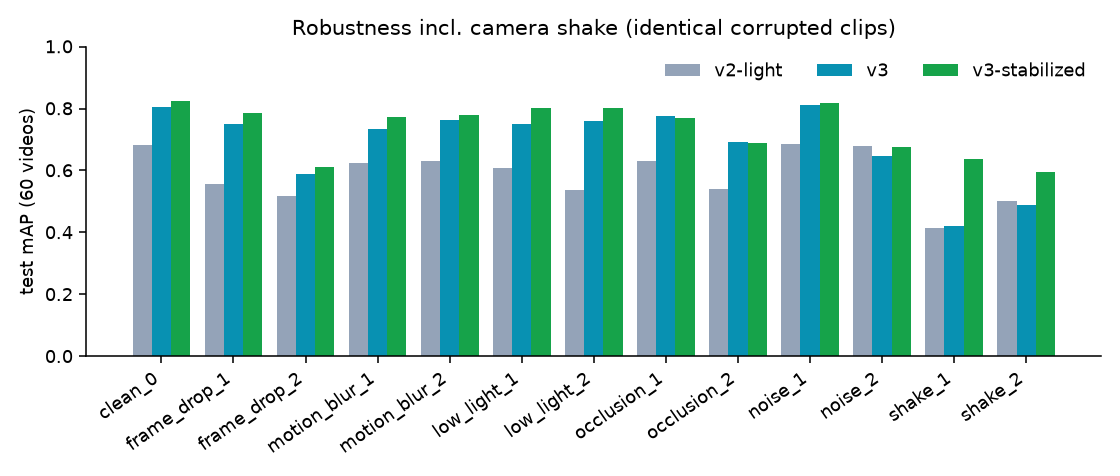 Robustness incl. camera shake (identical corrupted clips)
v2-light
v3
v3-stabilized
test mAP (60 videos)
1.0
0.8
0.6
0.4
0.2
0.0
clean_0
frame_drop_1
frame_drop_2
motion_blur_1
motion_blur_2
low_light_1
low_light_2
occlusion_1
occlusion_2
noise_1
noise_2
shake_1
shake_2